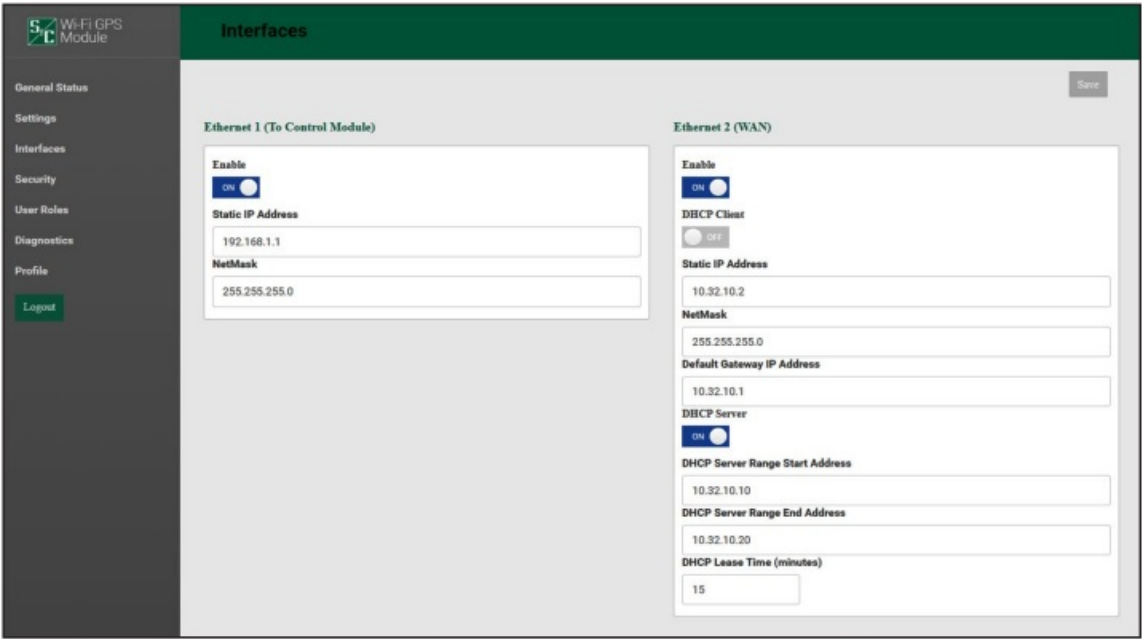 S&C Wi-Fi GPS
Module
Interfaces
General Status
Settings
Interfaces
Security
User Roles
Diagnostics
Profile
Logout
Save
Ethernet 1 (To Control Module)
Enable
ON
Static IP Address
192.168.1.1
NetMask
255.255.255.0
Ethernet 2 (WAN)
Enable
ON
DHCP Client
OFF
Static IP Address
10.32.10.2
NetMask
255.255.255.0
Default Gateway IP Address
10.32.10.1
DHCP Server
ON
DHCP Server Range Start Address
10.32.10.10
DHCP Server Range End Address
10.32.10.20
DHCP Lease Time (minutes)
15